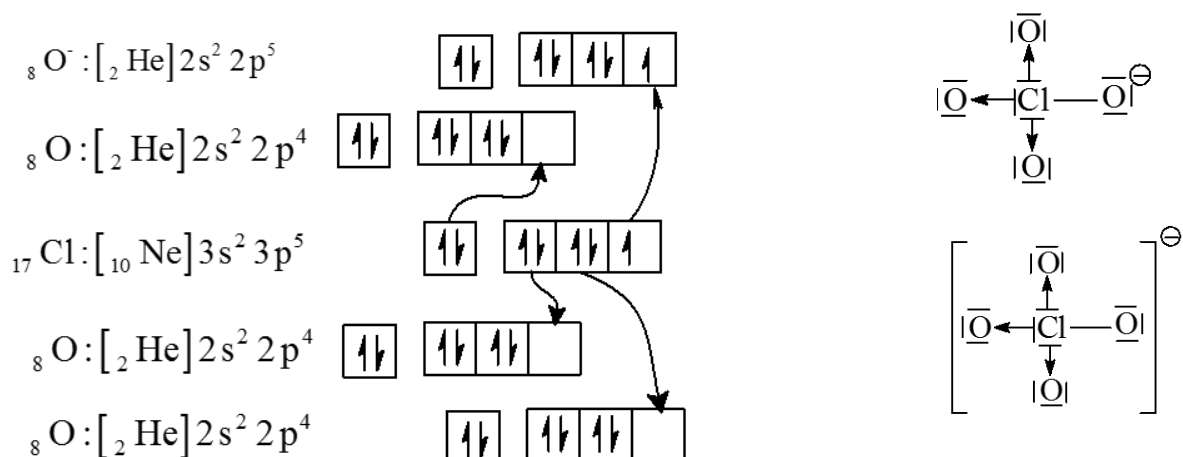 ₈O⁻:[₂He]2s² 2p⁵
₈O:[₂He]2s² 2p⁴
₁₇Cl:[₁₀Ne]3s² 3p⁵
₈O:[₂He]2s² 2p⁴
₈O:[₂He]2s² 2p⁴
O
O Cl O ⊖
O
⊖
O
O Cl O
O